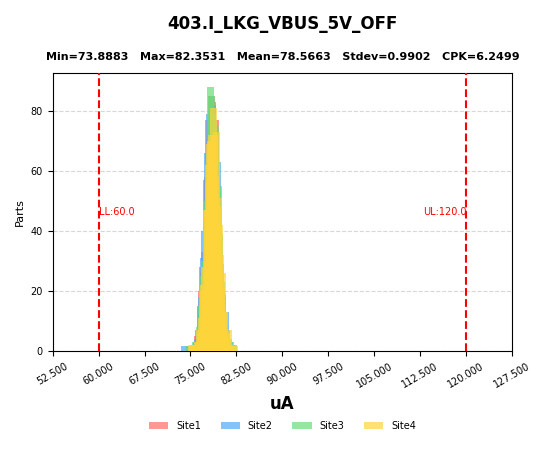 403.I_LKG_VBUS_5V_OFF
Min=73.8883 Max=82.3531 Mean=78.5663 Stdev=0.9902 CPK=6.2499
Parts
80
60
40
20
0
LL:60.0
UL:120.0
52.500 60.000 67.500 75.000 82.500 90.000 97.500 105.000 112.500 120.000 127.500
uA
Site1 Site2 Site3 Site4